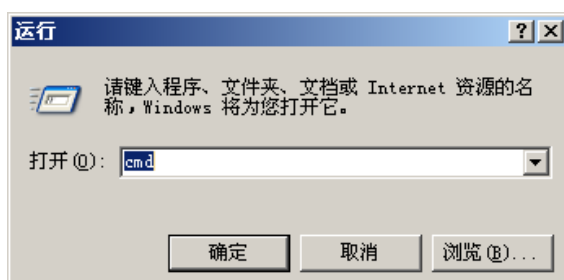 运行
请键入程序、文件夹、文档或 Internet 资源的名
称，Windows 将为您打开它。
打开(O): cmd
确定 取消 浏览(B)...